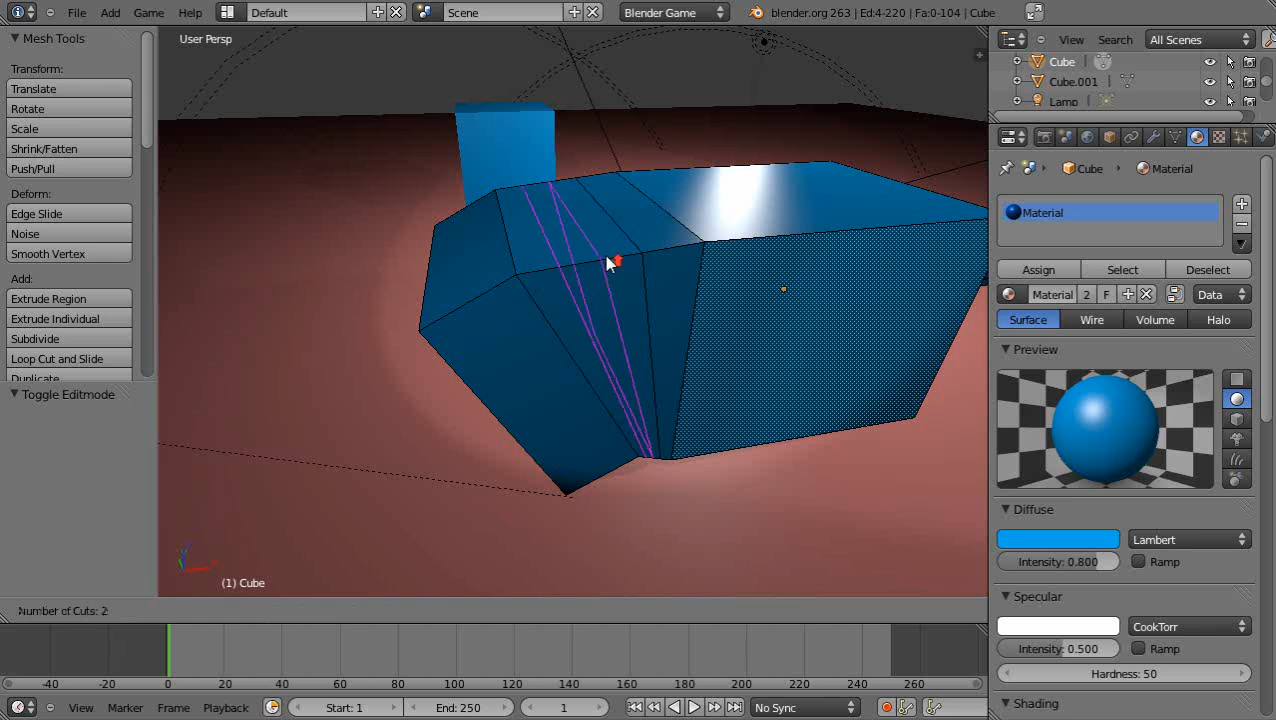 File Add Game Help Default Scene Blender Game blender.org 263 | Ed:4-220 | Fa:0-104 | Cube
Mesh Tools
Transform:
Translate
Rotate
Scale
Shrink/Fatten
Push/Pull
Deform:
Edge Slide
Noise
Smooth Vertex
Add:
Extrude Region
Extrude Individual
Subdivide
Loop Cut and Slide
Duplicate
Toggle Editmode
User Persp
(1) Cube
Number of Cuts: 2
View Search All Scenes
Cube
Cube.001
Lamp
Cube Material
Material
Assign Select Deselect
Material 2 F Data
Surface Wire Volume Halo
Preview
Diffuse
Lambert
Intensity: 0.800 Ramp
Specular
CookTorr
Intensity: 0.500 Ramp
Hardness: 50
Shading
-40 -20 0 20 40 60 80 100 120 140 160 180 200 220 240 260
View Marker Frame Playback Start: 1 End: 250 1 No Sync